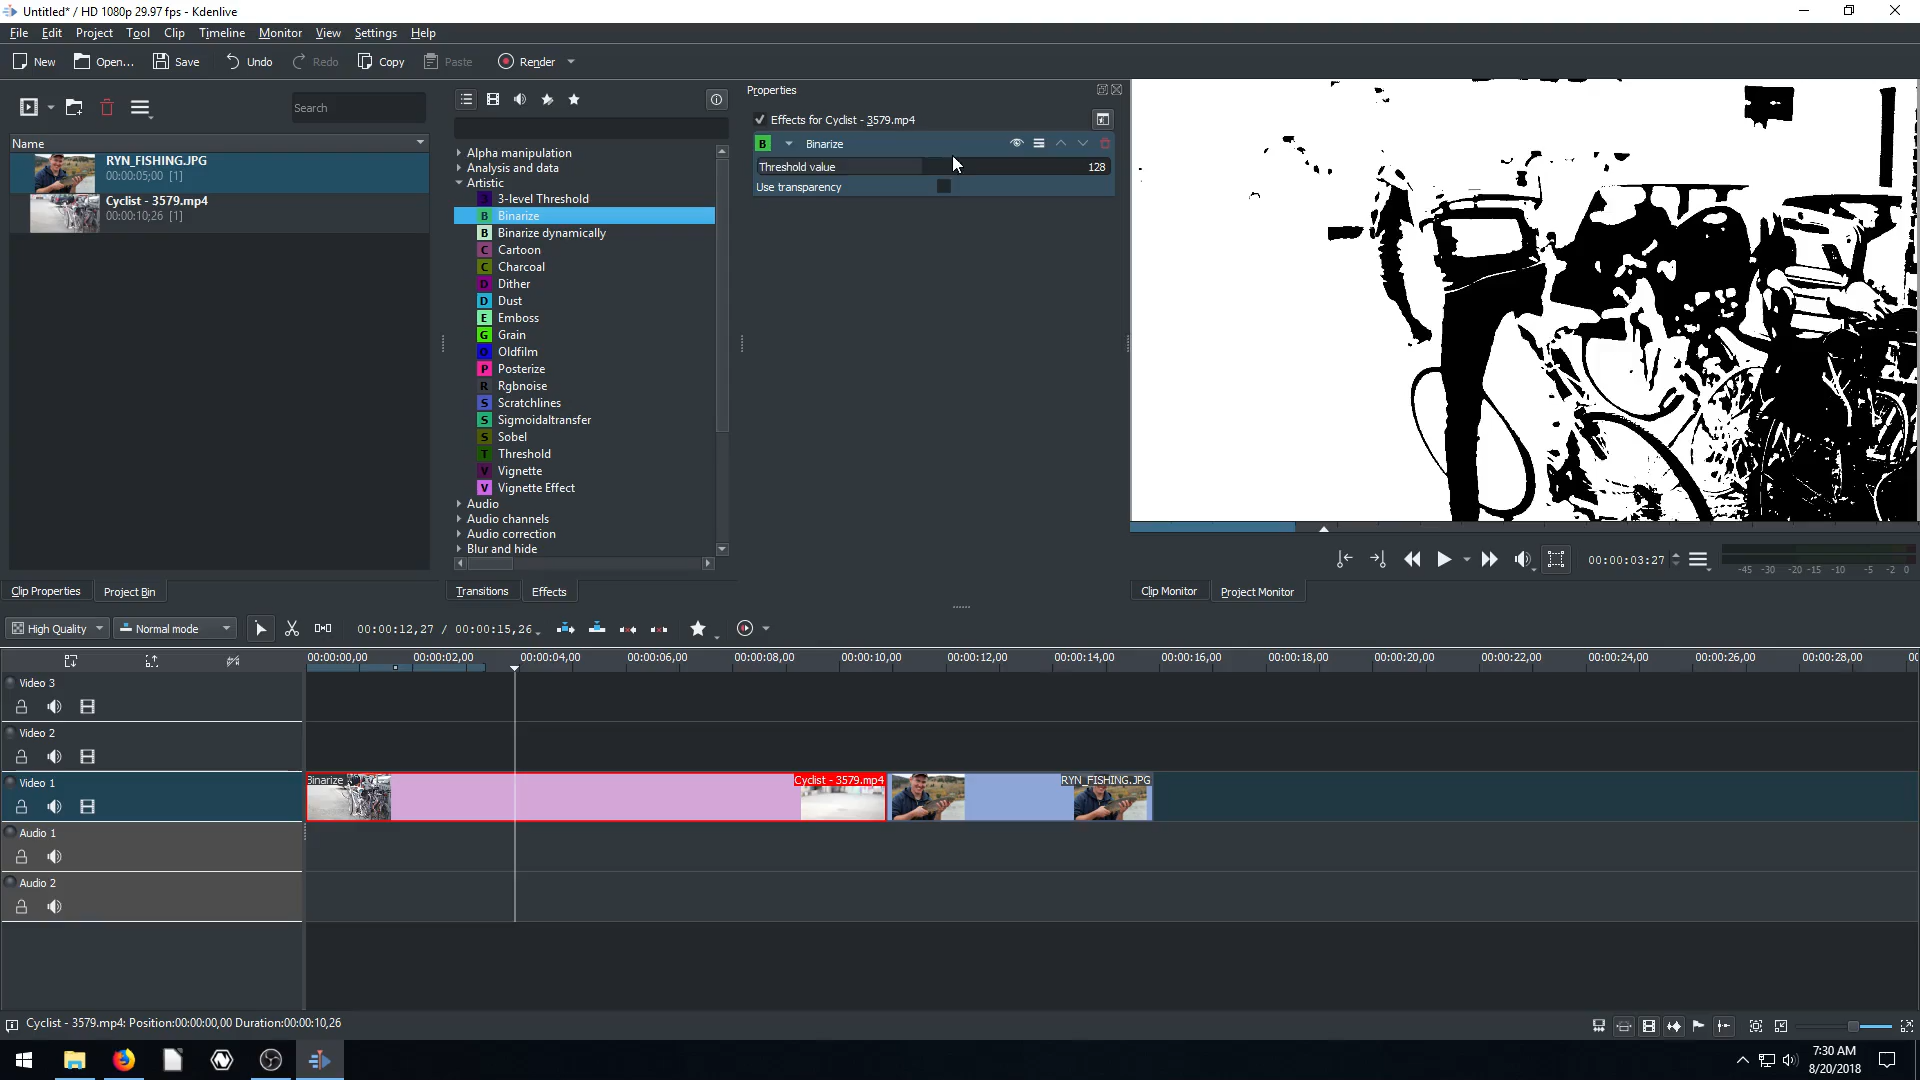 Untitled* / HD 1080p 29.97 fps - Kdenlive
File Edit Project Tool Clip Timeline Monitor View Settings Help
New Open... Save Undo Redo Copy Paste Render
Search
Name
RYN_FISHING.JPG
00:00:05;00 [1]
Cyclist - 3579.mp4
00:00:10;26 [1]
Alpha manipulation
Analysis and data
Artistic
3 3-level Threshold
B Binarize
B Binarize dynamically
C Cartoon
C Charcoal
D Dither
D Dust
E Emboss
G Grain
O Oldfilm
P Posterize
R Rgbnoise
S Scratchlines
S Sigmoidaltransfer
S Sobel
T Threshold
V Vignette
V Vignette Effect
Audio
Audio channels
Audio correction
Blur and hide
Properties
Effects for Cyclist - 3579.mp4
B Binarize
Threshold value 128
Use transparency
00:00:03:27
-45 -30 -20 -15 -10 -5 -2 0
Clip Properties Project Bin
Transitions Effects
Clip Monitor Project Monitor
High Quality Normal mode 00:00:12,27 / 00:00:15,26
00:00:00,00 00:00:02,00 00:00:04,00 00:00:06,00 00:00:08,00 00:00:10,00 00:00:12,00 00:00:14,00 00:00:16,00 00:00:18,00 00:00:20,00 00:00:22,00 00:00:24,00 00:00:26,00 00:00:28,00 00
Video 3
Video 2
Video 1
Binarize Cyclist - 3579.mp4 RYN_FISHING.JPG
Audio 1
Audio 2
Cyclist - 3579.mp4: Position:00:00:00,00 Duration:00:00:10,26
7:30 AM
8/20/2018